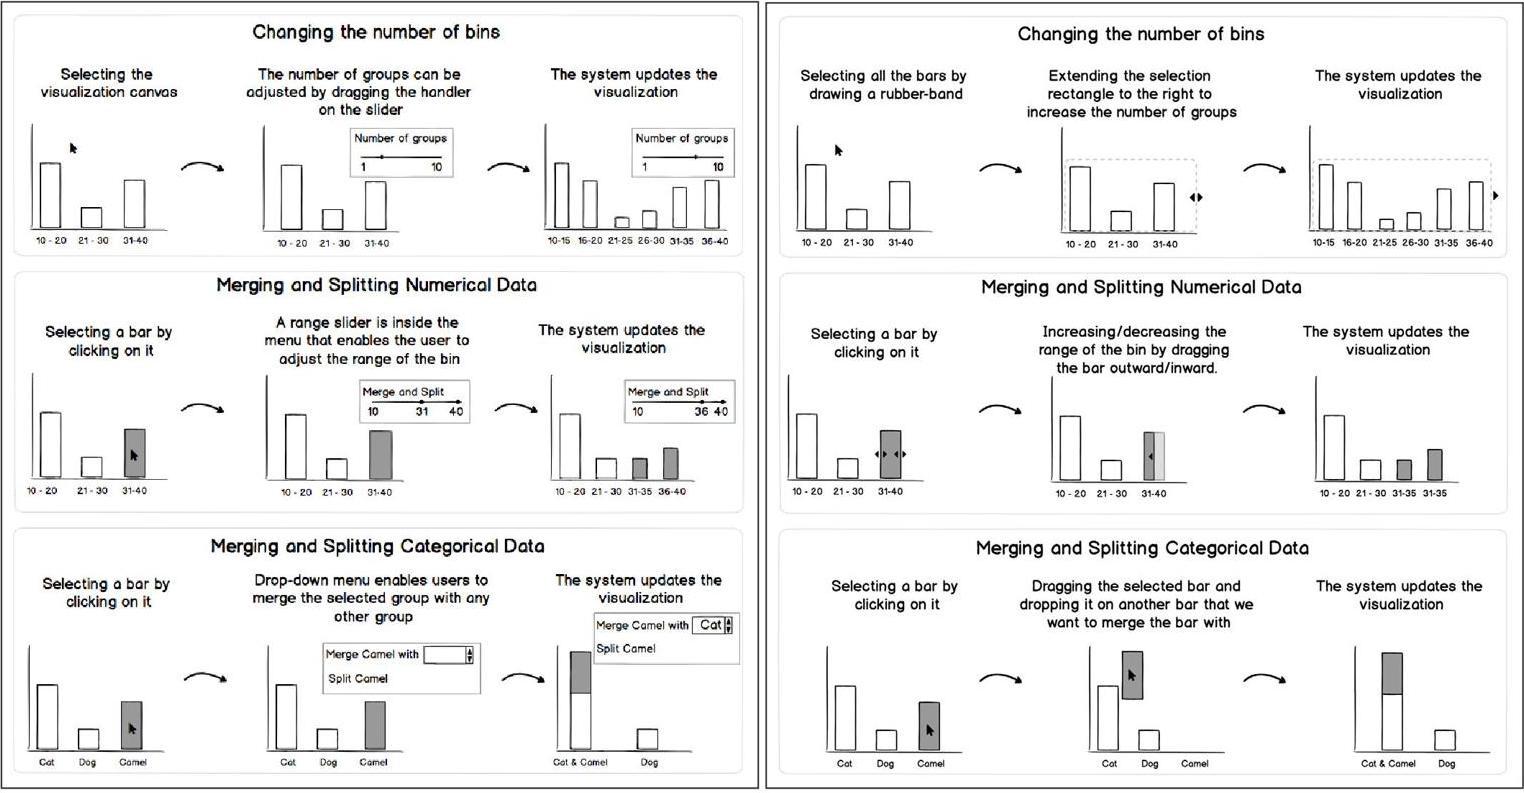 Changing the number of bins
Selecting the
visualization canvas
The number of groups can be
adjusted by dragging the handler
on the slider
The system updates the
visualization
Number of groups
1 10
Number of groups
1 10
10 - 20 21 - 30 31-40
10 - 20 21 - 30 31-40
10-15 16-20 21-25 26-30 31-35 36-40
Merging and Splitting Numerical Data
Selecting a bar by
clicking on it
A range slider is inside the
menu that enables the user to
adjust the range of the bin
The system updates the
visualization
Merge and Split
10 31 40
Merge and Split
10 36 40
10 - 20 21 - 30 31-40
10 - 20 21 - 30 31-40
10 - 20 21 - 30 31-35 36-40
Merging and Splitting Categorical Data
Selecting a bar by
clicking on it
Drop-down menu enables users to
merge the selected group with any
other group
The system updates the
visualization
Merge Camel with
Split Camel
Merge Camel with Cat
Split Camel
Cat Dog Camel
Cat Dog Camel
Cat & Camel Dog
Changing the number of bins
Selecting all the bars by
drawing a rubber-band
Extending the selection
rectangle to the right to
increase the number of groups
The system updates the
visualization
10 - 20 21 - 30 31-40
10 - 20 21 - 30 31-40
10-15 16-20 21-25 26-30 31-35 36-40
Merging and Splitting Numerical Data
Selecting a bar by
clicking on it
Increasing/decreasing the
range of the bin by dragging
the bar outward/inward.
The system updates the
visualization
10 - 20 21 - 30 31-40
10 - 20 21 - 30 31-40
10 - 20 21 - 30 31-35 31-35
Merging and Splitting Categorical Data
Selecting a bar by
clicking on it
Dragging the selected bar and
dropping it on another bar that we
want to merge the bar with
The system updates the
visualization
Cat Dog Camel
Cat Dog Camel
Cat & Camel Dog